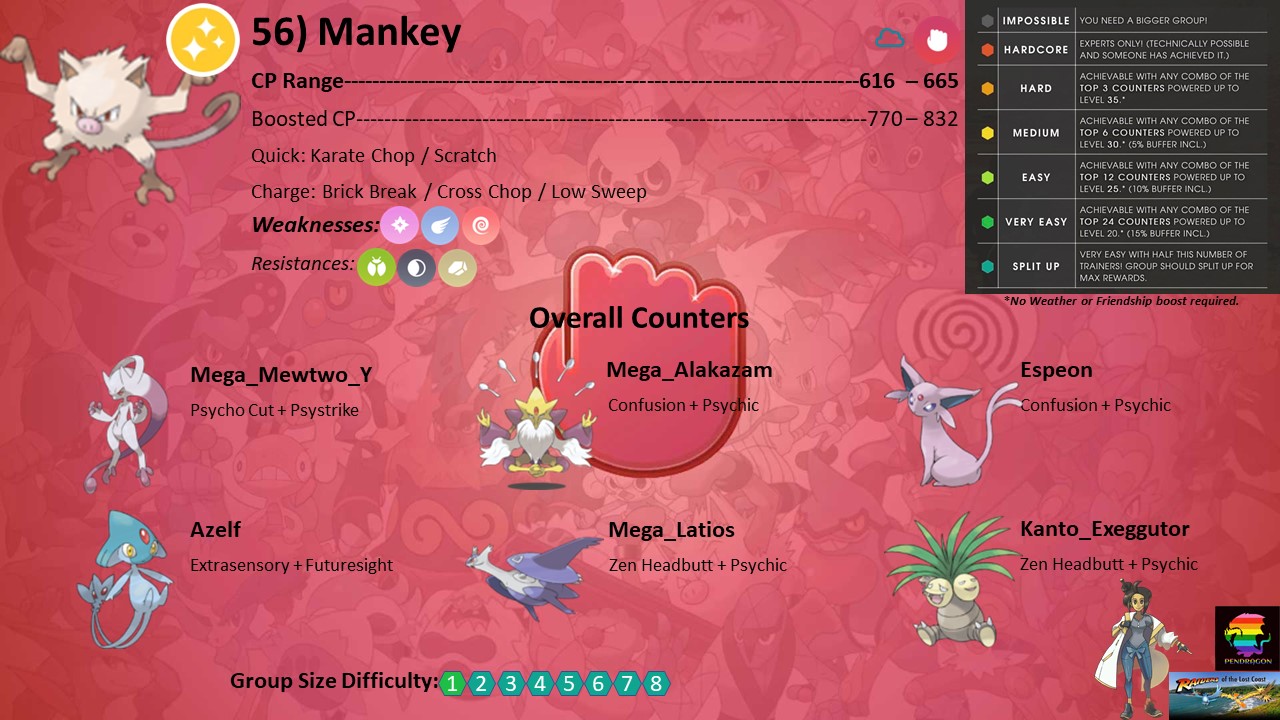 56) Mankey
CP Range------------------------------------------------------------------------616 – 665
Boosted CP------------------------------------------------------------------------770 – 832
Quick: Karate Chop / Scratch
Charge: Brick Break / Cross Chop / Low Sweep
Weaknesses:
Resistances:
IMPOSSIBLE YOU NEED A BIGGER GROUP!
HARDCORE EXPERTS ONLY! (TECHNICALLY POSSIBLE
AND SOMEONE HAS ACHIEVED IT.)
HARD ACHIEVABLE WITH ANY COMBO OF THE
TOP 3 COUNTERS POWERED UP TO
LEVEL 35.*
MEDIUM ACHIEVABLE WITH ANY COMBO OF THE
TOP 6 COUNTERS POWERED UP TO
LEVEL 30.* (5% BUFFER INCL.)
EASY ACHIEVABLE WITH ANY COMBO OF THE
TOP 12 COUNTERS POWERED UP TO
LEVEL 25.* (10% BUFFER INCL.)
VERY EASY ACHIEVABLE WITH ANY COMBO OF THE
TOP 24 COUNTERS POWERED UP TO
LEVEL 20.* (15% BUFFER INCL.)
SPLIT UP VERY EASY WITH HALF THIS NUMBER OF
TRAINERS! GROUP SHOULD SPLIT UP FOR
MAX REWARDS.
*No Weather or Friendship boost required.
Overall Counters
Mega_Mewtwo_Y
Psycho Cut + Psystrike
Mega_Alakazam
Confusion + Psychic
Espeon
Confusion + Psychic
Azelf
Extrasensory + Futuresight
Mega_Latios
Zen Headbutt + Psychic
Kanto_Exeggutor
Zen Headbutt + Psychic
Group Size Difficulty: 1 2 3 4 5 6 7 8
PENDRAGON
RAIDERS of the Lost Coast